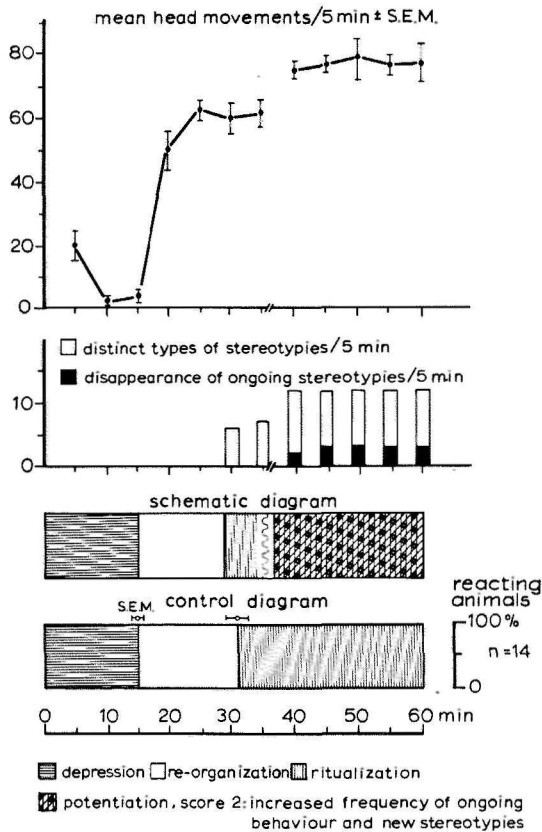 mean head movements/5 min ± S.E.M.
80
60
40
20
0
distinct types of stereotypies/5 min
disappearance of ongoing stereotypies/5 min
10
0
schematic diagram
S.E.M. control diagram
reacting
animals
100%
n=14
0
0 10 20 30 40 50 60 min
depression re-organization ritualization
potentiation, score 2: increased frequency of ongoing
behaviour and new stereotypies